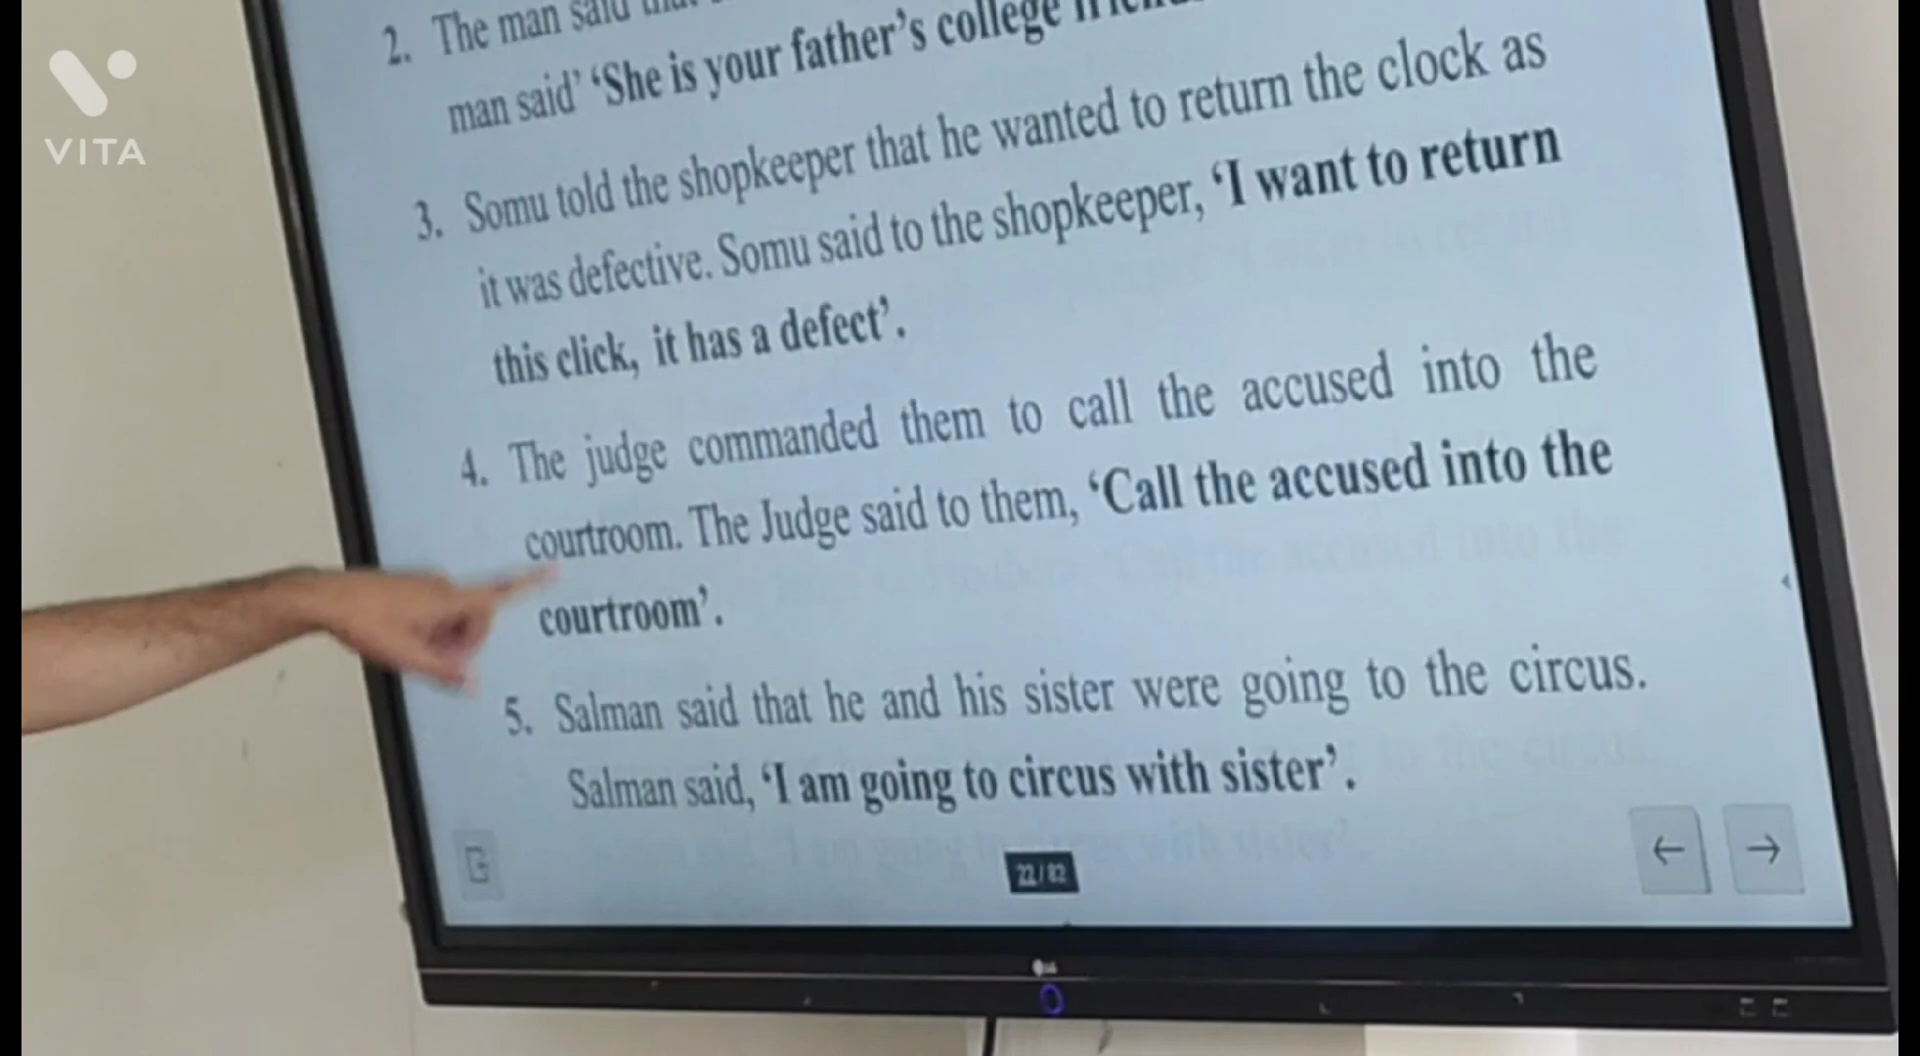 VITA
2. The man said that
man said' ‘She is your father’s college
3. Somu told the shopkeeper that he wanted to return the clock as
it was defective. Somu said to the shopkeeper, ‘I want to return
this click, it has a defect’.
4. The judge commanded them to call the accused into the
courtroom. The Judge said to them, ‘Call the accused into the
courtroom’.
5. Salman said that he and his sister were going to the circus.
Salman said, ‘I am going to circus with sister’.
22/82